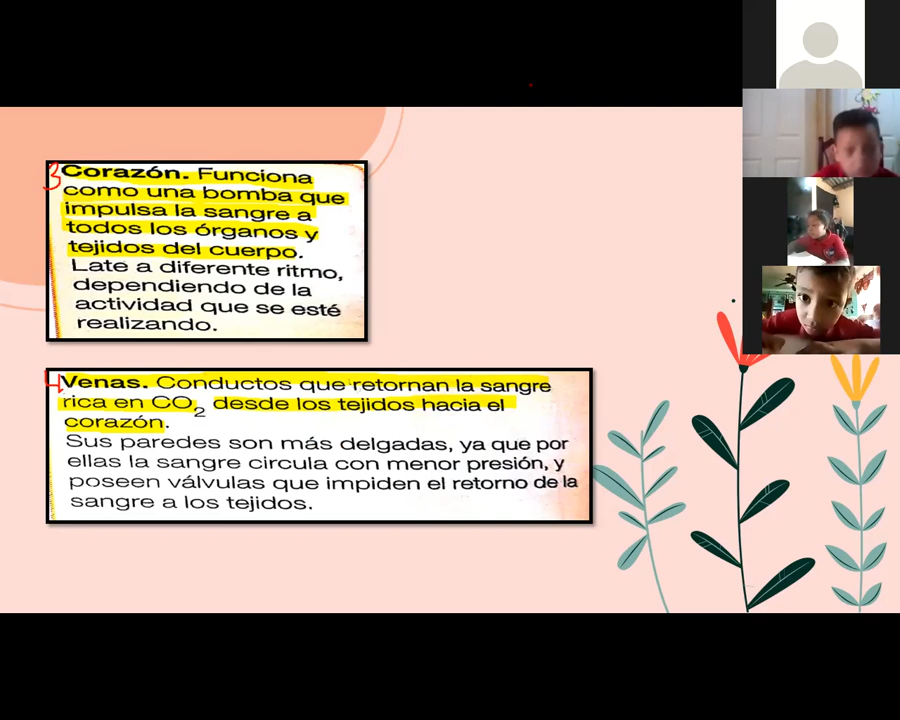 3 Corazón. Funciona
como una bomba que
impulsa la sangre a
todos los órganos y
tejidos del cuerpo.
Late a diferente ritmo,
dependiendo de la
actividad que se esté
realizando.
4 Venas. Conductos que retornan la sangre
rica en CO₂ desde los tejidos hacia el
corazón.
Sus paredes son más delgadas, ya que por
ellas la sangre circula con menor presión, y
poseen válvulas que impiden el retorno de la
sangre a los tejidos.